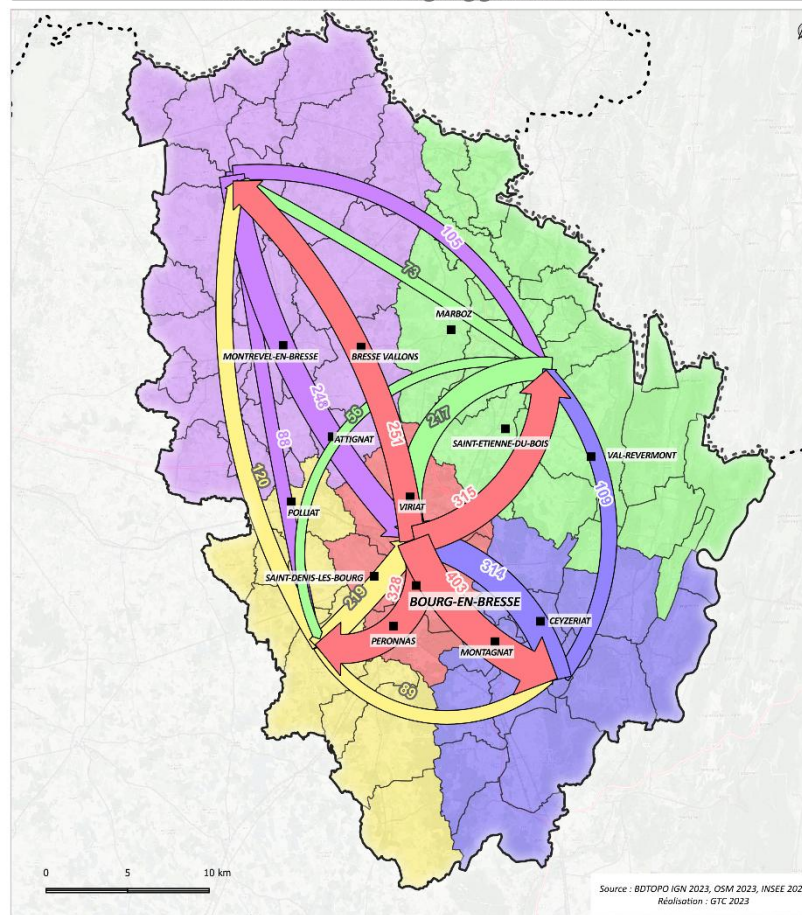 105
73
MARBOZ
MONTREVEL-EN-BRESSE
BRESSE VALLONS
248
56
217
ATTIGNAT
251
SAINT-ETIENNE-DU-BOIS
88
VAL-REVERMONT
120
315
109
POLLIAT
VIRIAT
314
SAINT-DENIS-LES-BOURG
219
328
403
BOURG-EN-BRESSE
CEYZERIAT
PERONNAS
MONTAGNAT
89
0 5 10 km
Source : BDTOPO IGN 2023, OSM 2023, INSEE 202
Réalisation : GTC 2023